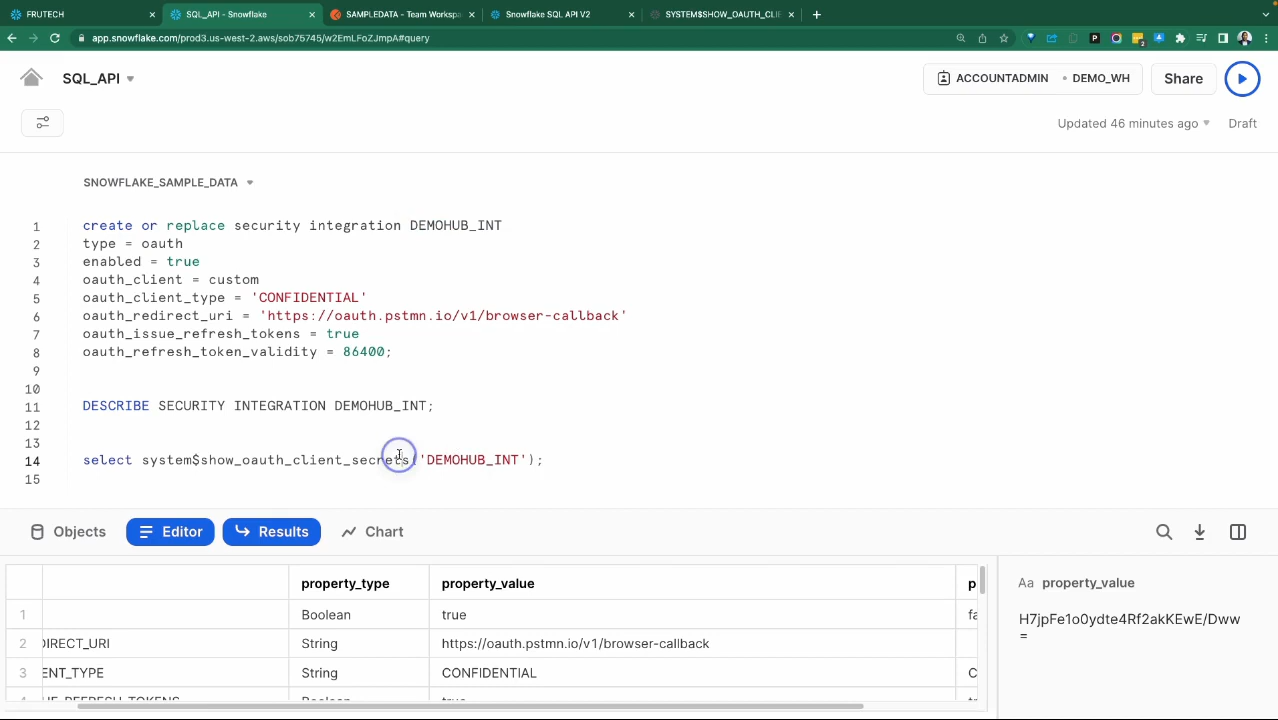 FRUTECH
SQL_API - Snowflake
SAMPLEDATA - Team Workspa
Snowflake SQL API V2
SYSTEM$SHOW_OAUTH_CLIE
app.snowflake.com/prod3.us-west-2.aws/sob75745/w2EmLFoZJmpA#query
SQL_API
ACCOUNTADMIN • DEMO_WH
Share
Updated 46 minutes ago
Draft
SNOWFLAKE_SAMPLE_DATA
1 create or replace security integration DEMOHUB_INT
2 type = oauth
3 enabled = true
4 oauth_client = custom
5 oauth_client_type = 'CONFIDENTIAL'
6 oauth_redirect_uri = 'https://oauth.pstmn.io/v1/browser-callback'
7 oauth_issue_refresh_tokens = true
8 oauth_refresh_token_validity = 86400;
9
10
11 DESCRIBE SECURITY INTEGRATION DEMOHUB_INT;
12
13
14 select system$show_oauth_client_secrets('DEMOHUB_INT');
15
Objects
Editor
Results
Chart
property_type property_value p
1 Boolean true fa
2 DIRECT_URI String https://oauth.pstmn.io/v1/browser-callback
3 ENT_TYPE String CONFIDENTIAL C
Aa property_value
H7jpFe1o0ydte4Rf2akKEwE/Dww
=